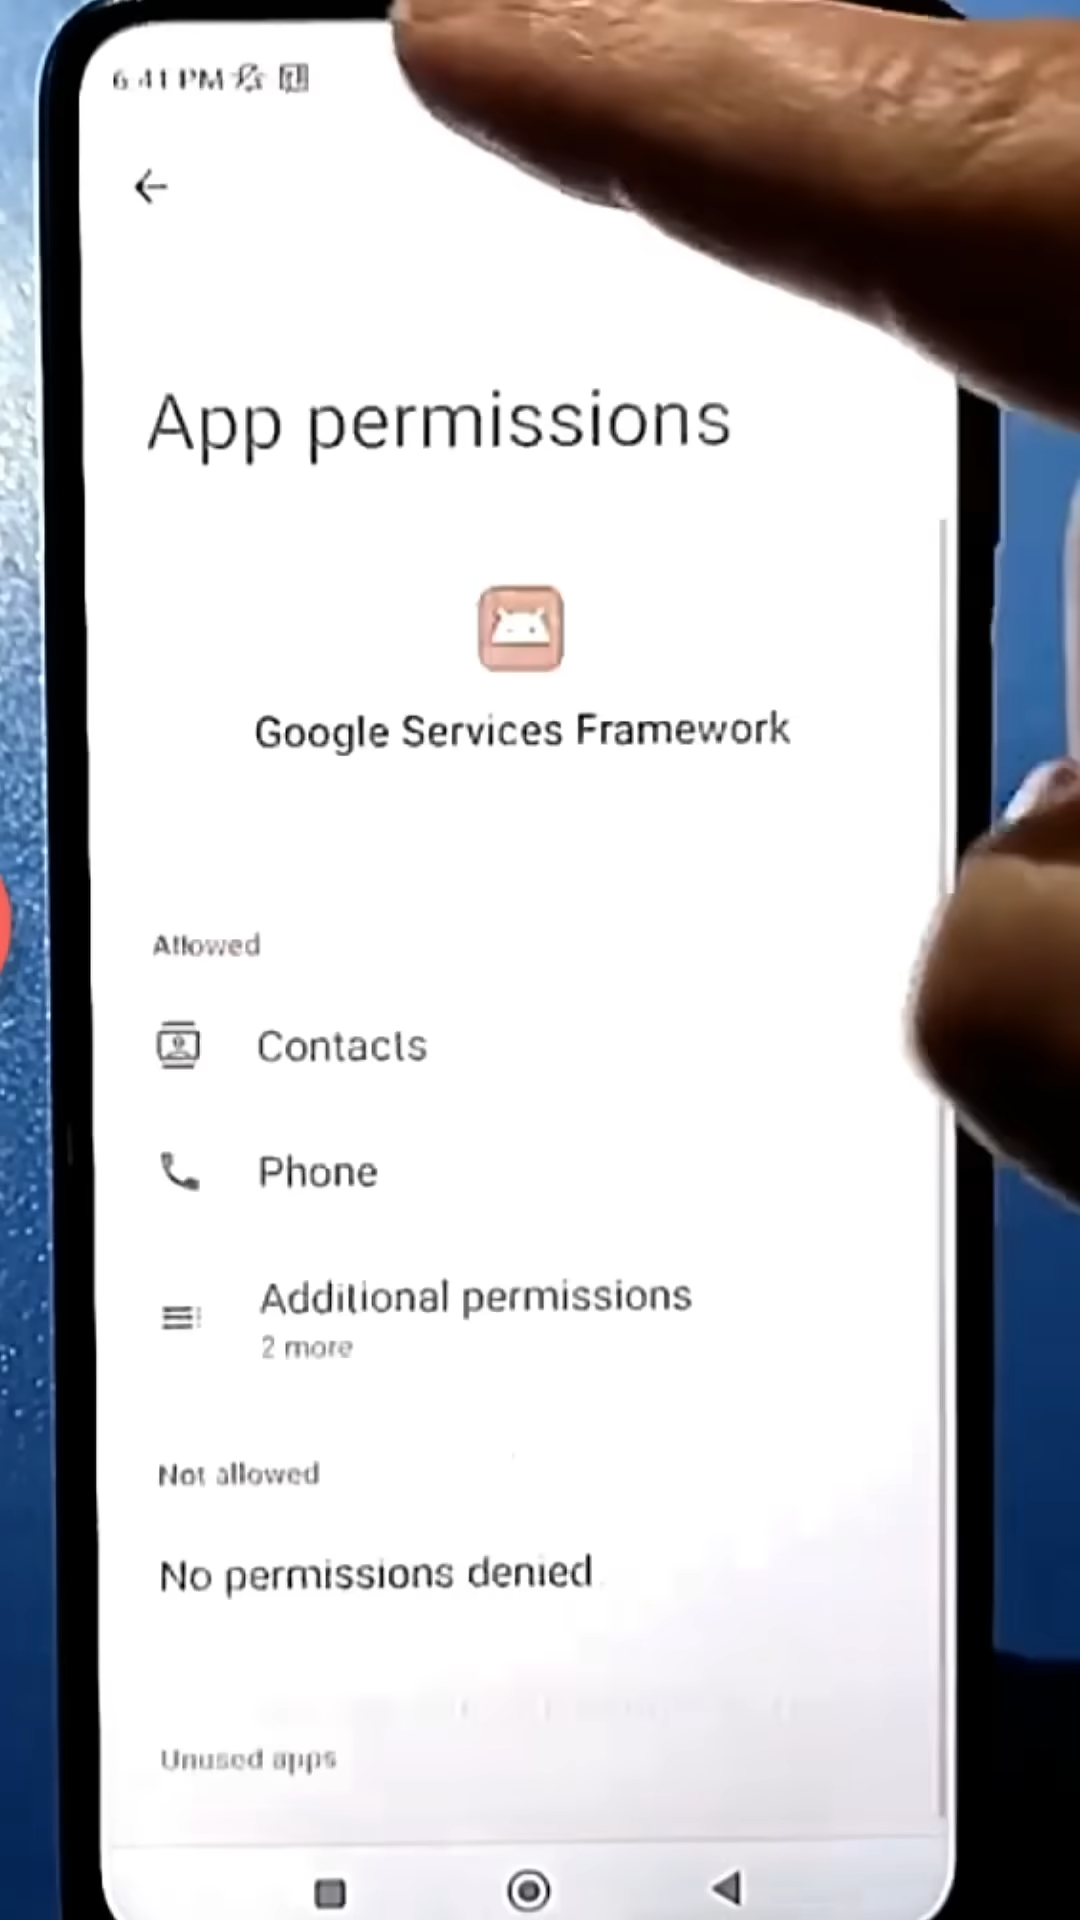 6:41 PM
App permissions
Google Services Framework
Allowed
Contacts
Phone
Additional permissions
2 more
Not allowed
No permissions denied
Unused apps